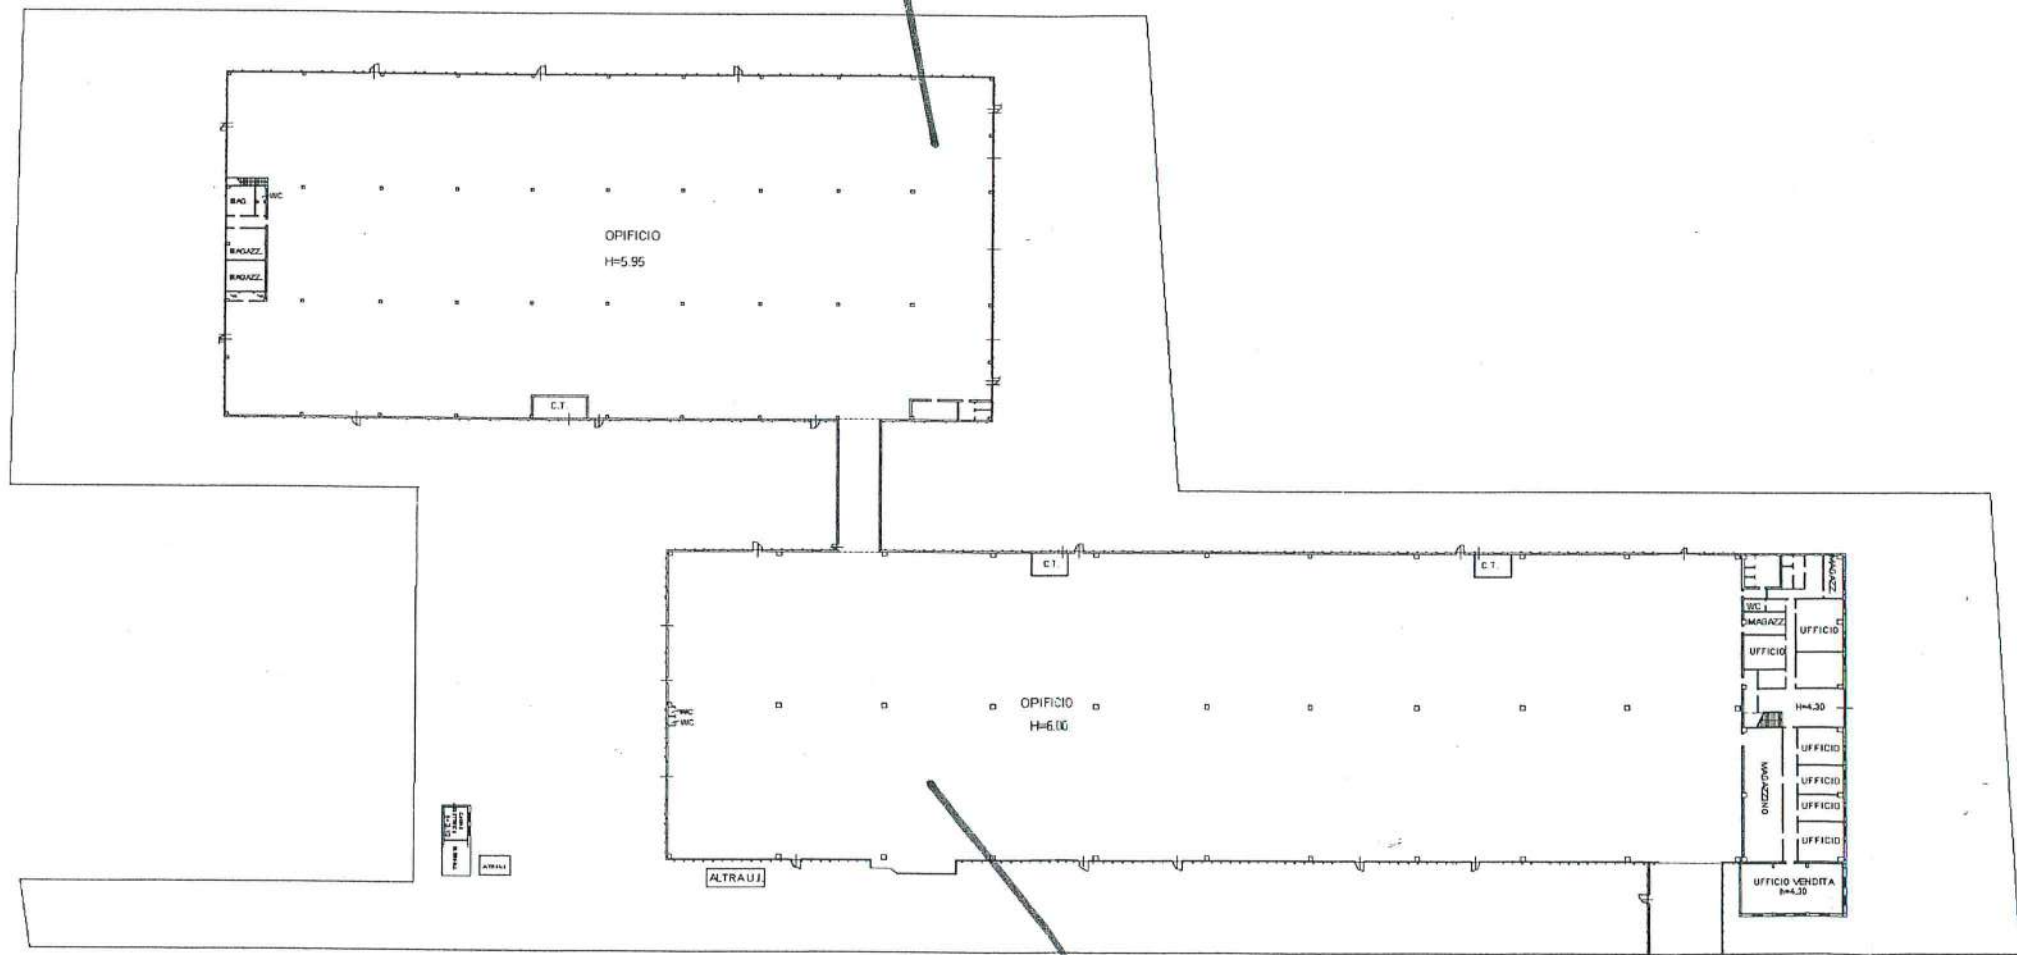 MAG.
WC
OPIFICIO
H=5.95
MAGAZZ.
MAGAZZ.
C.T.
C.T.
C.T.
MAGAZZ.
WC
MAGAZZ.
UFFICIO
UFFICIO
OPIFICIO
H=6.00
WC
WC
H=4.30
UFFICIO
MAGAZZINO
UFFICIO
UFFICIO
UFFICIO
ALTRA U.I.
ALTRA U.I.
UFFICIO VENDITA
h=4.30